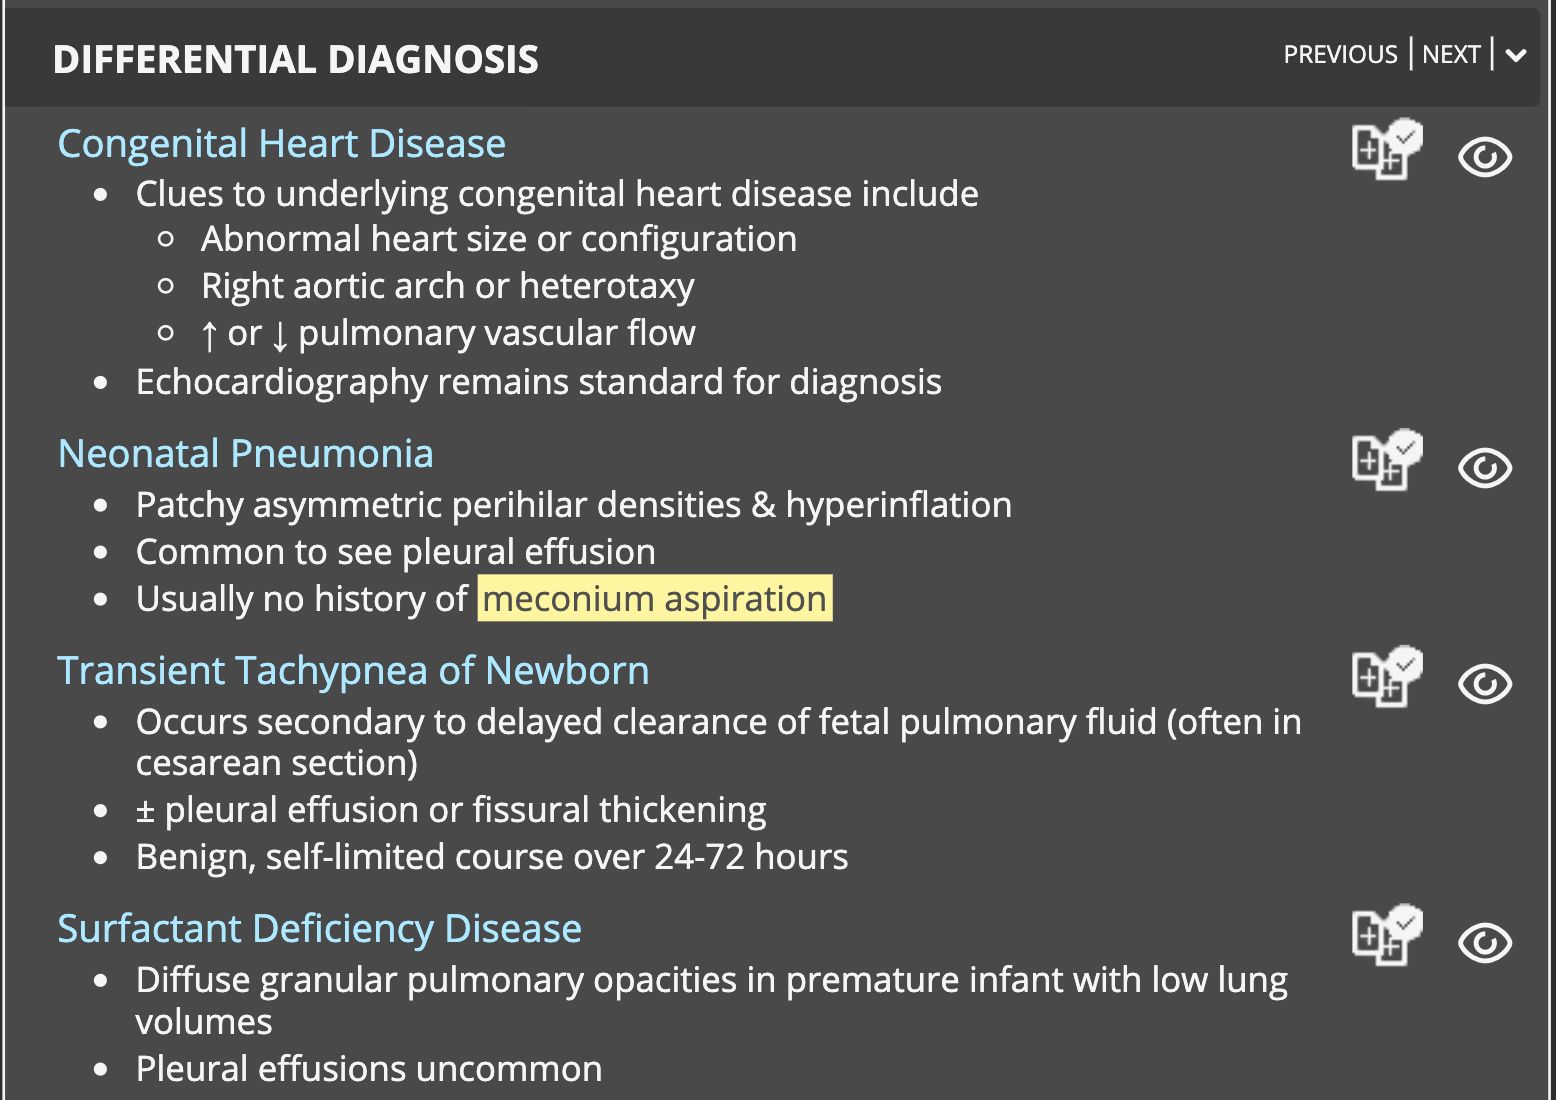 DIFFERENTIAL DIAGNOSIS
PREVIOUS | NEXT |
Congenital Heart Disease
• Clues to underlying congenital heart disease include
○ Abnormal heart size or configuration
○ Right aortic arch or heterotaxy
○ ↑ or ↓ pulmonary vascular flow
• Echocardiography remains standard for diagnosis
Neonatal Pneumonia
• Patchy asymmetric perihilar densities & hyperinflation
• Common to see pleural effusion
• Usually no history of meconium aspiration
Transient Tachypnea of Newborn
• Occurs secondary to delayed clearance of fetal pulmonary fluid (often in
cesarean section)
• ± pleural effusion or fissural thickening
• Benign, self-limited course over 24-72 hours
Surfactant Deficiency Disease
• Diffuse granular pulmonary opacities in premature infant with low lung
volumes
• Pleural effusions uncommon